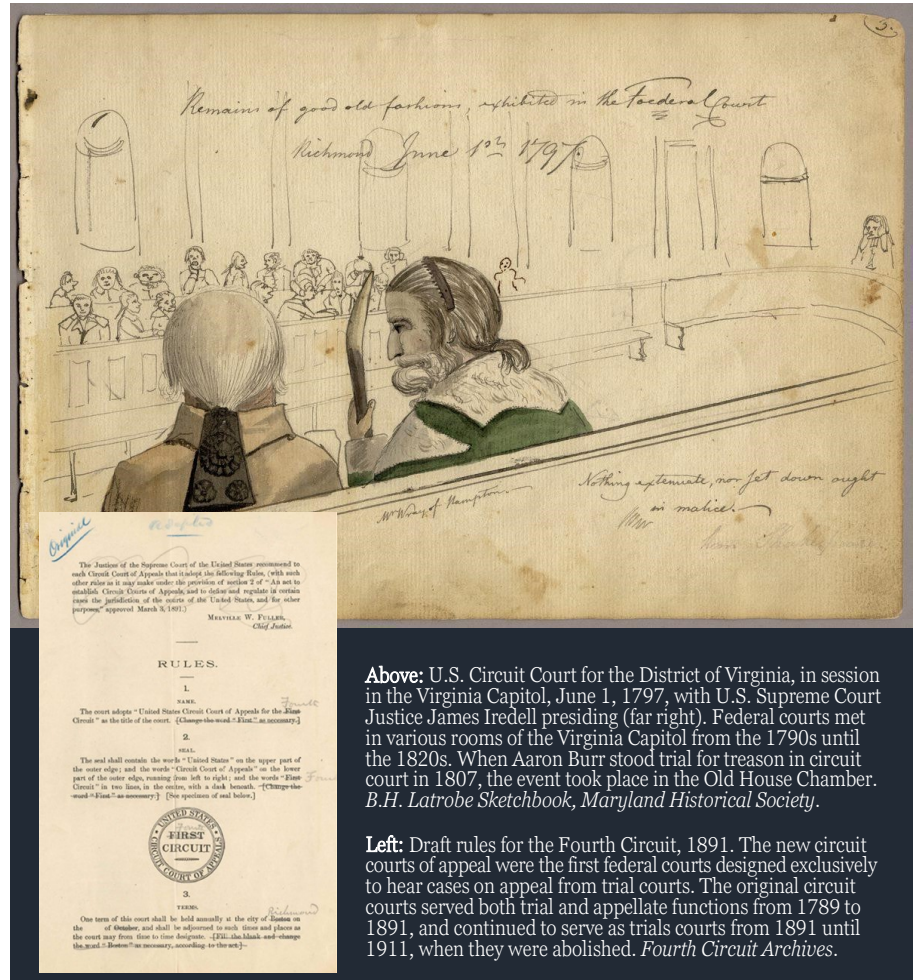 2.
Remains of good old fashions, exhibited in the Foederal Court
Richmond June 1st 1797.
Mr Wray of Hampton.
Nothing extenuate, nor set down ought
in malice.
Original
Adopted
The Justices of the Supreme Court of the United States recommend to
each Circuit Court of Appeals that it adopt the following Rules, (with such
other rules as it may make under the provision of section 2 of "An act to
establish Circuit Courts of Appeals, and to define and regulate in certain
cases the jurisdiction of the courts of the United States, and for other
purposes," approved March 3, 1891.)
MELVILLE W. FULLER,
Chief Justice.
RULES.
1.
NAME.
Fourth
The court adopts "United States Circuit Court of Appeals for the First
Circuit" as the title of the court. [Change the word "First" as necessary.]
2.
SEAL.
The seal shall contain the words "United States" on the upper part of
the outer edge; and the words "Circuit Court of Appeals" on the lower
part of the outer edge, running from left to right; and the words "First Four
Circuit" in two lines, in the centre, with a dash beneath. [Change the
word "First" as necessary.] [See specimen of seal below.]
UNITED STATES
Fourth
FIRST
CIRCUIT
CIRCUIT COURT OF APPEALS
3.
TERMS.
Richmond
One term of this court shall be held annually at the city of Boston on
the of October, and shall be adjourned to such times and places as
the court may from time to time designate. [Fill the blank and change
the word "Boston" as necessary, according to the act.]
Above: U.S. Circuit Court for the District of Virginia, in session
in the Virginia Capitol, June 1, 1797, with U.S. Supreme Court
Justice James Iredell presiding (far right). Federal courts met
in various rooms of the Virginia Capitol from the 1790s until
the 1820s. When Aaron Burr stood trial for treason in circuit
court in 1807, the event took place in the Old House Chamber.
B.H. Latrobe Sketchbook, Maryland Historical Society.
Left: Draft rules for the Fourth Circuit, 1891. The new circuit
courts of appeal were the first federal courts designed exclusively
to hear cases on appeal from trial courts. The original circuit
courts served both trial and appellate functions from 1789 to
1891, and continued to serve as trials courts from 1891 until
1911, when they were abolished. Fourth Circuit Archives.